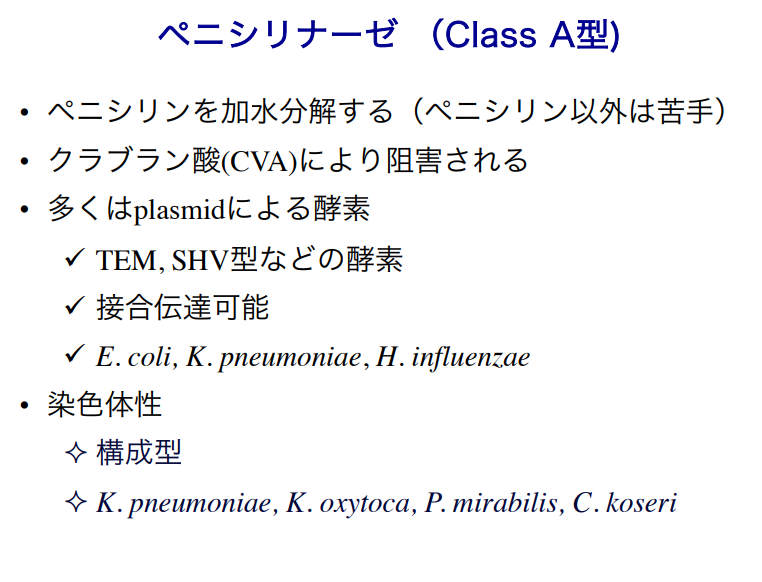 ペニシリナーゼ （Class A型)
• ペニシリンを加水分解する（ペニシリン以外は苦手）
• クラブラン酸(CVA)により阻害される
• 多くはplasmidによる酵素
✓ TEM, SHV型などの酵素
✓ 接合伝達可能
✓ E. coli, K. pneumoniae, H. influenzae
• 染色体性
✧ 構成型
✧ K. pneumoniae, K. oxytoca, P. mirabilis, C. koseri